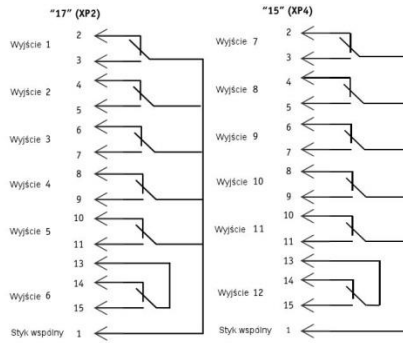 "17" (XP2)
Wyjście 1
2
3
Wyjście 2
4
5
Wyjście 3
6
7
Wyjście 4
8
9
Wyjście 5
10
11
13
Wyjście 6
14
15
Styk wspólny
1
"15" (XP4)
Wyjście 7
2
3
Wyjście 8
4
5
Wyjście 9
6
7
Wyjście 10
8
9
Wyjście 11
10
11
13
Wyjście 12
14
15
Styk wspólny
1